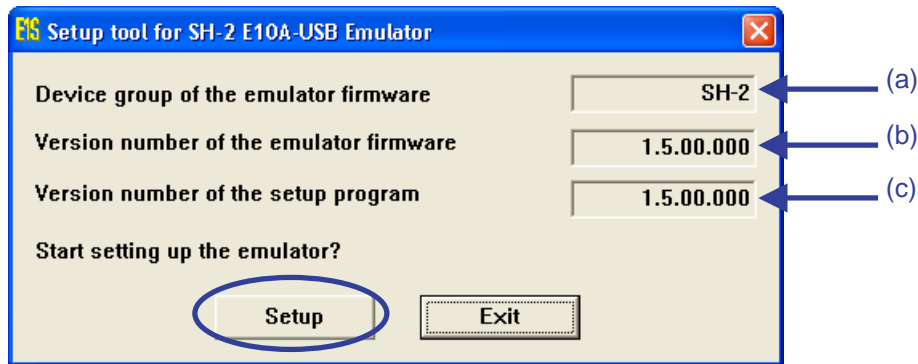 E1S Setup tool for SH-2 E10A-USB Emulator
Device group of the emulator firmware SH-2 (a)
Version number of the emulator firmware 1.5.00.000 (b)
Version number of the setup program 1.5.00.000 (c)
Start setting up the emulator?
Setup Exit